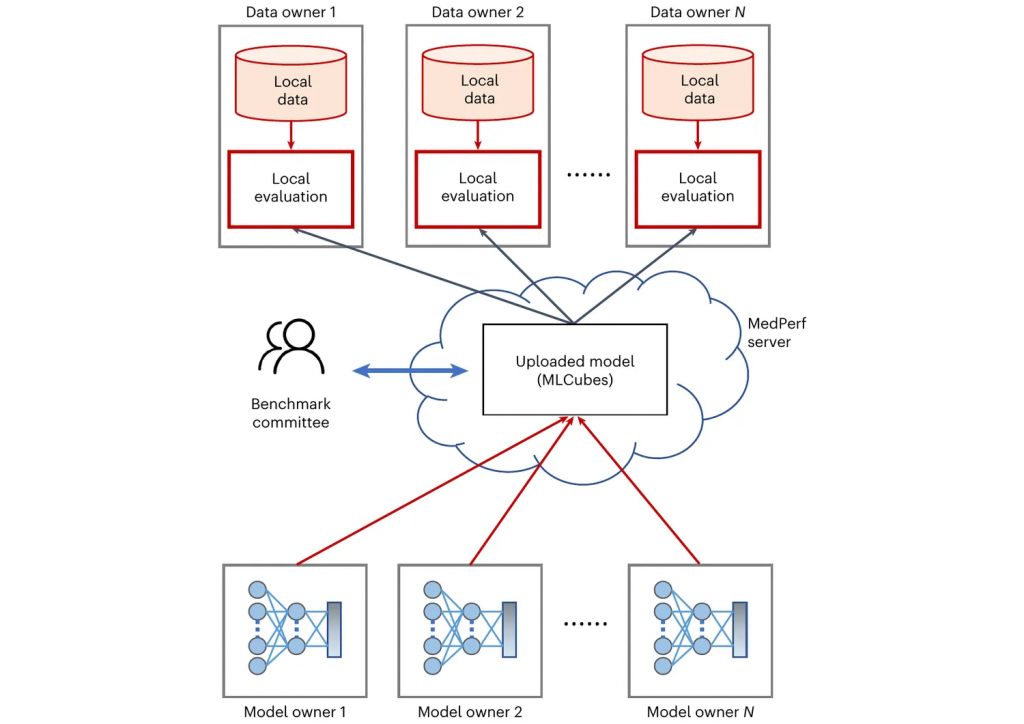 Data owner 1
Data owner 2
Data owner N
Local
data
Local
data
Local
data
Local
evaluation
Local
evaluation
......
Local
evaluation
MedPerf
server
Uploaded model
(MLCubes)
Benchmark
committee
......
Model owner 1
Model owner 2
Model owner N